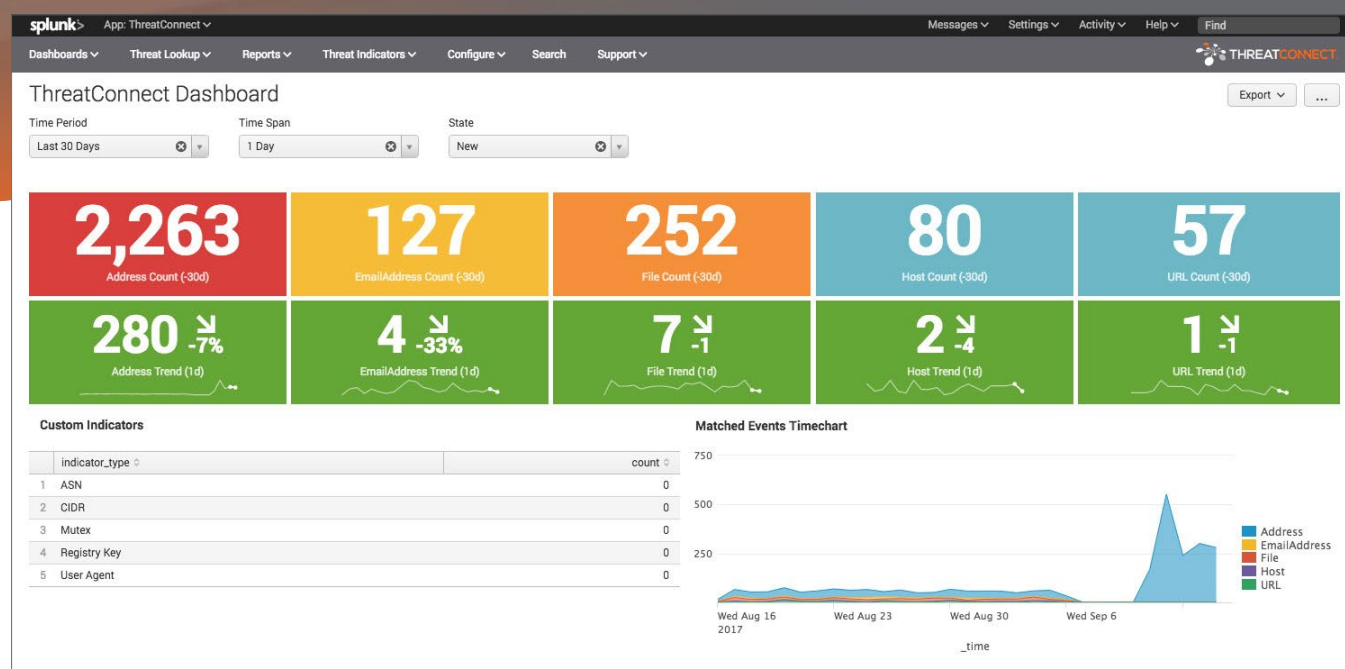 splunk> App: ThreatConnect Messages Settings Activity Help Find
Dashboards Threat Lookup Reports Threat Indicators Configure Search Support THREATCONNECT
ThreatConnect Dashboard Export ...
Time Period Time Span State
Last 30 Days 1 Day New
2,263 127 252 80 57
Address Count (-30d) EmailAddress Count (-30d) File Count (-30d) Host Count (-30d) URL Count (-30d)
280 -7% 4 -33% 7 -1 2 -4 1 -1
Address Trend (1d) EmailAddress Trend (1d) File Trend (1d) Host Trend (1d) URL Trend (1d)
Custom Indicators
indicator_type count
1 ASN 0
2 CIDR 0
3 Mutex 0
4 Registry Key 0
5 User Agent 0
Matched Events Timechart
750
500
250
Wed Aug 16 Wed Aug 23 Wed Aug 30 Wed Sep 6
2017
_time
Address
EmailAddress
File
Host
URL